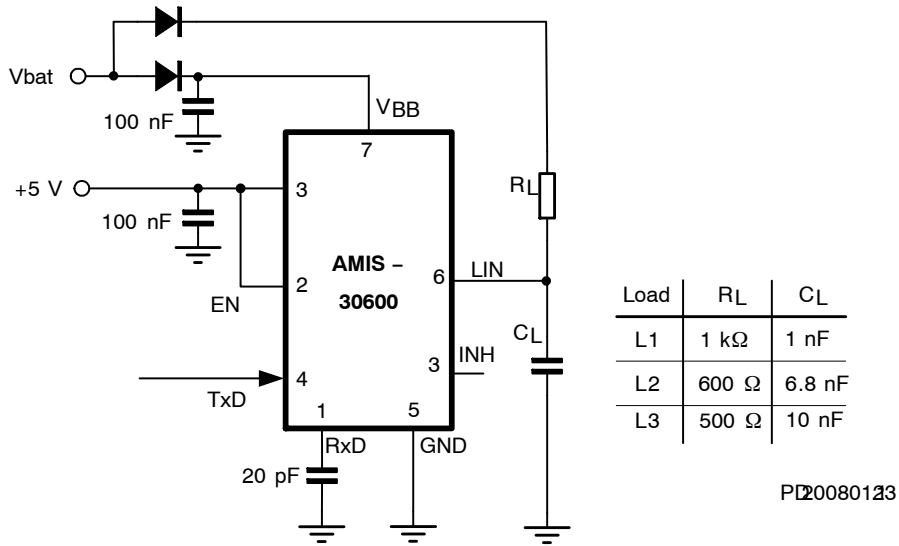 Vbat
100 nF
VBB
7
+5 V
3
100 nF
RL
AMIS –
30600
2
EN
6
LIN
CL
INH
3
4
TxD
1
5
RxD
GND
20 pF
Load RL CL
L1 1 kΩ 1 nF
L2 600 Ω 6.8 nF
L3 500 Ω 10 nF